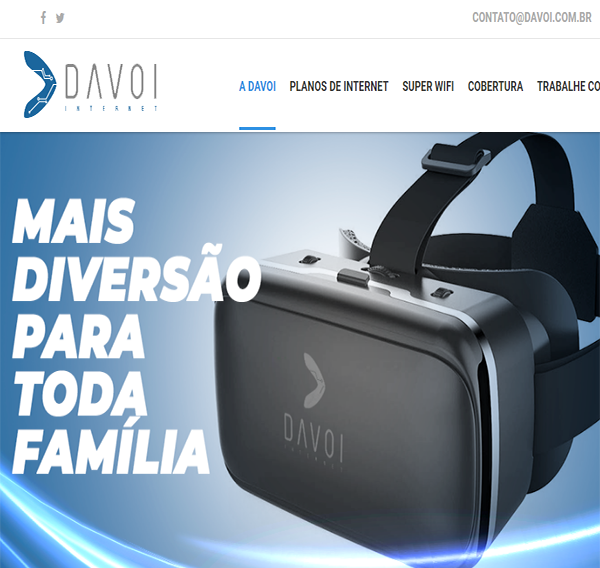 CONTATO@DAVOI.COM.BR
DAVOI
INTERNET
A DAVOI PLANOS DE INTERNET SUPER WIFI COBERTURA TRABALHE CO
MAIS
DIVERSÃO
PARA
TODA
FAMÍLIA
DAVOI
INTERNET